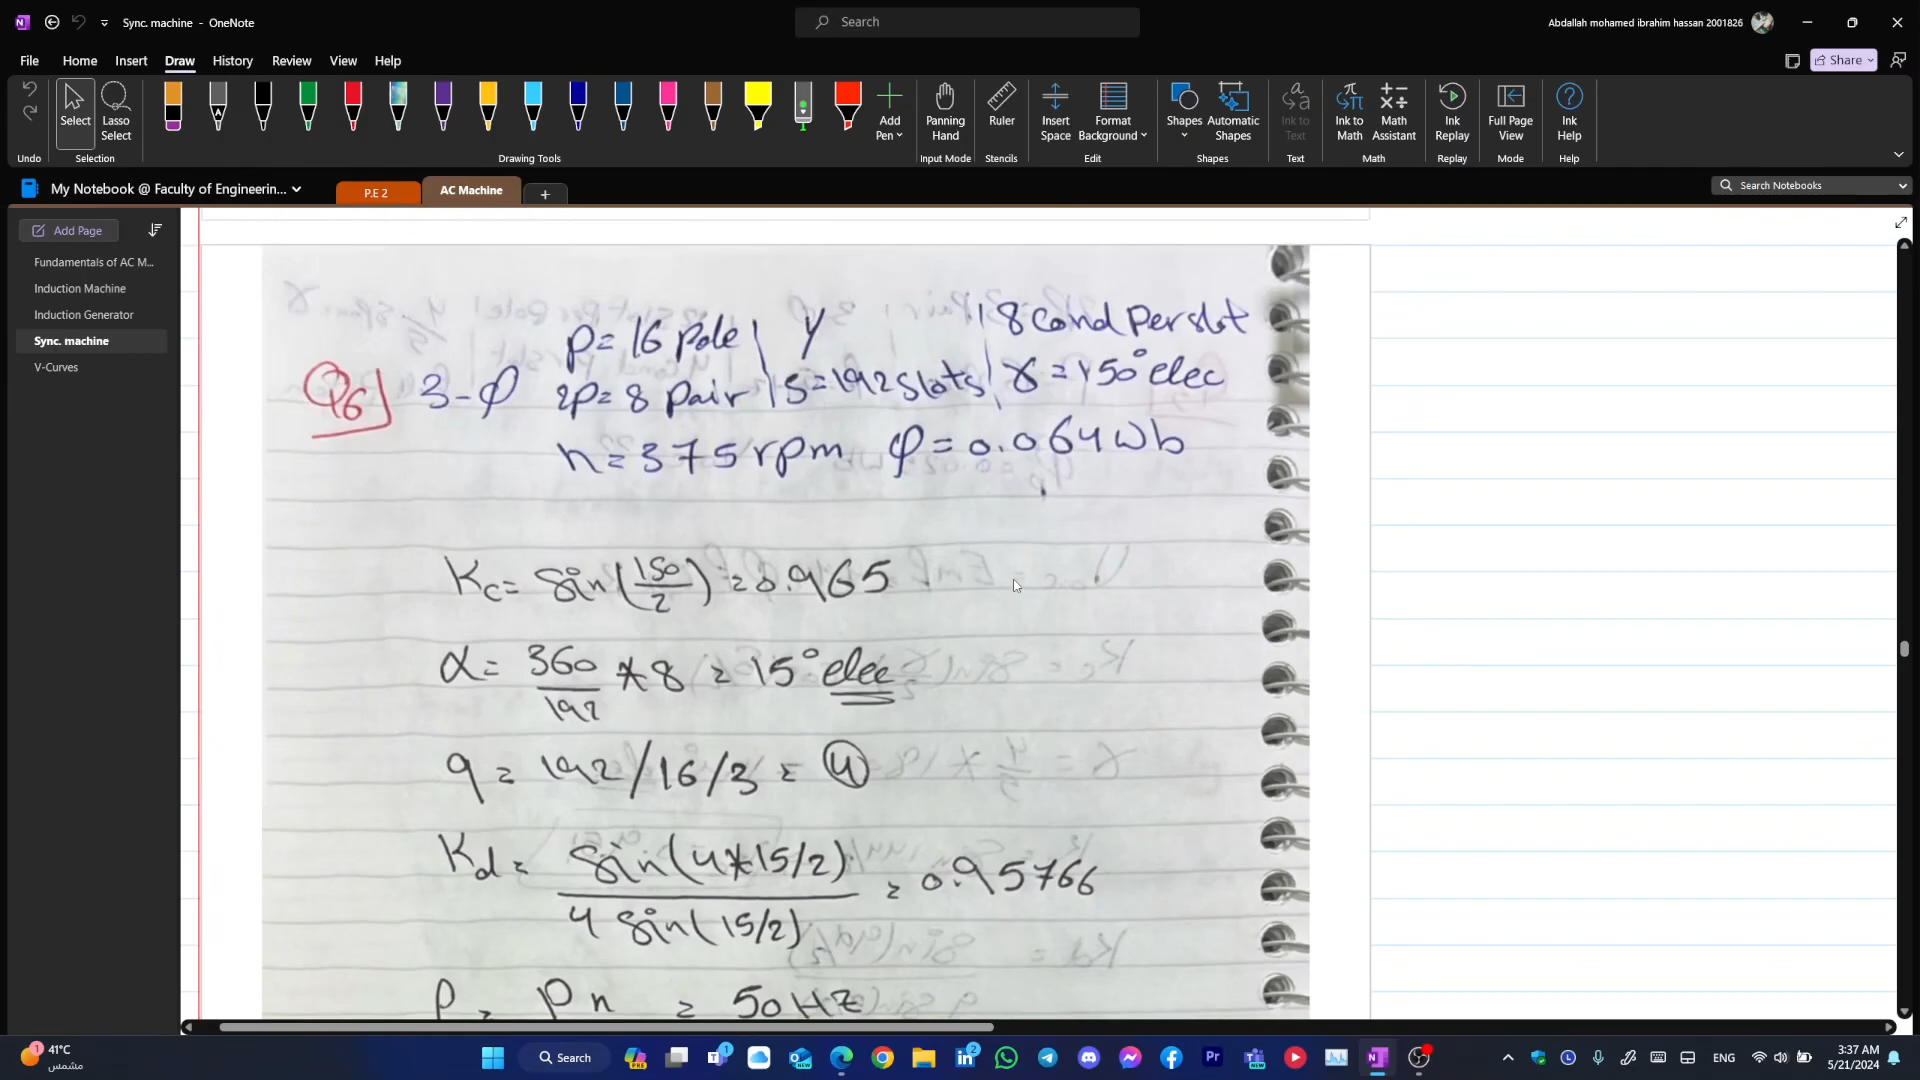 Sync. machine - OneNote
Search
Abdallah mohamed ibrahim hassan 2001826
File Home Insert Draw History Review View Help
Share
Select
Lasso Select
Add Pen
Panning Hand
Ruler
Insert Space
Format Background
Shapes
Automatic Shapes
Ink to Text
Ink to Math
Math Assistant
Ink Replay
Full Page View
Ink Help
Undo
Selection
Drawing Tools
Input Mode
Stencils
Edit
Shapes
Text
Math
Replay
Mode
Help
My Notebook @ Faculty of Engineerin...
P.E 2
AC Machine
Search Notebooks
Add Page
Fundamentals of AC M...
Induction Machine
Induction Generator
Sync. machine
V-Curves
P= 16 Pole | Y | 8 Cond Per slot
Q6] 3-φ 2P= 8 Pair | S=192 slots | γ=150° elec
n= 375 rpm φ=0.064 wb
Kc= Sin(150/2) = 0.965
α= 360/192 * 8 = 15° elec
q = 192/16/3 = 4
Kd= Sin(4*15/2) / 4 Sin(15/2) = 0.95766
P n = 50 HZ
41°C
مشمس
Search
ENG
3:37 AM
5/21/2024